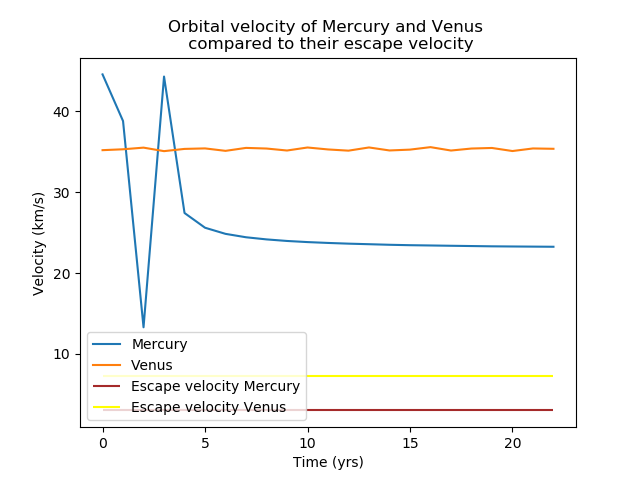 Orbital velocity of Mercury and Venus
compared to their escape velocity
Velocity (km/s)
40
30
20
10
Mercury
Venus
Escape velocity Mercury
Escape velocity Venus
0
5
10
15
20
Time (yrs)